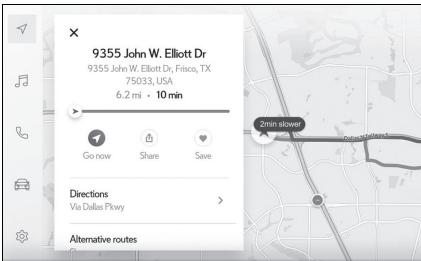 9355 John W. Elliott Dr
9355 John W. Elliott Dr, Frisco, TX
75033, USA
6.2 mi • 10 min
2min slower
Go now
Share
Save
Directions
Via Dallas Pkwy
Alternative routes